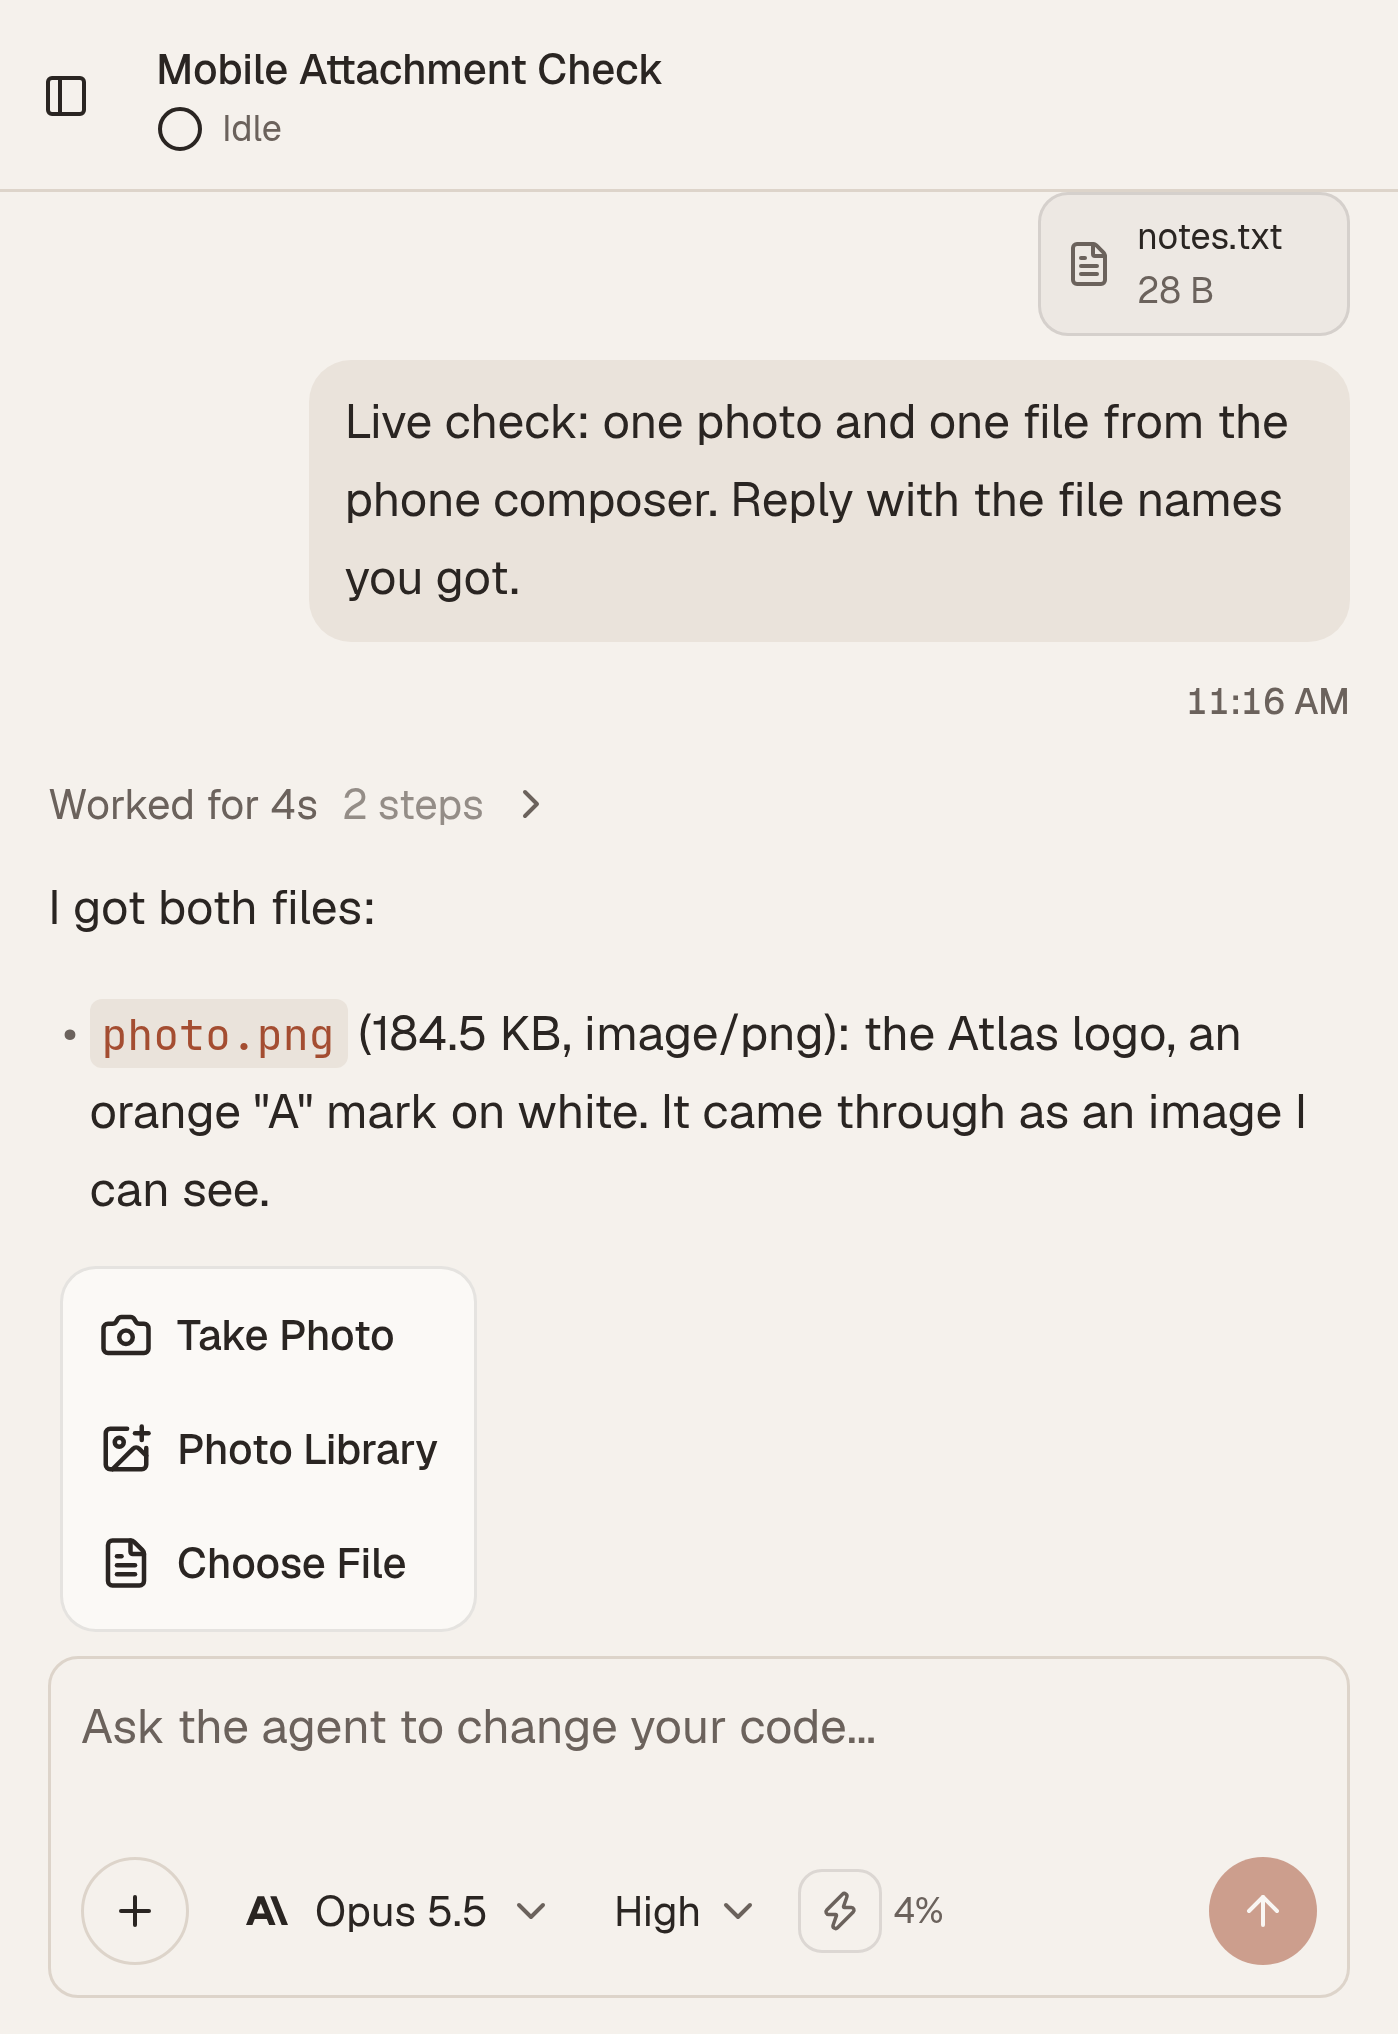 Mobile Attachment Check
Idle
notes.txt
28 B
Live check: one photo and one file from the
phone composer. Reply with the file names
you got.
11:16 AM
Worked for 4s 2 steps
I got both files:
• photo.png (184.5 KB, image/png): the Atlas logo, an
orange "A" mark on white. It came through as an image I
can see.
Take Photo
Photo Library
Choose File
Ask the agent to change your code...
Opus 5.5 High 4%